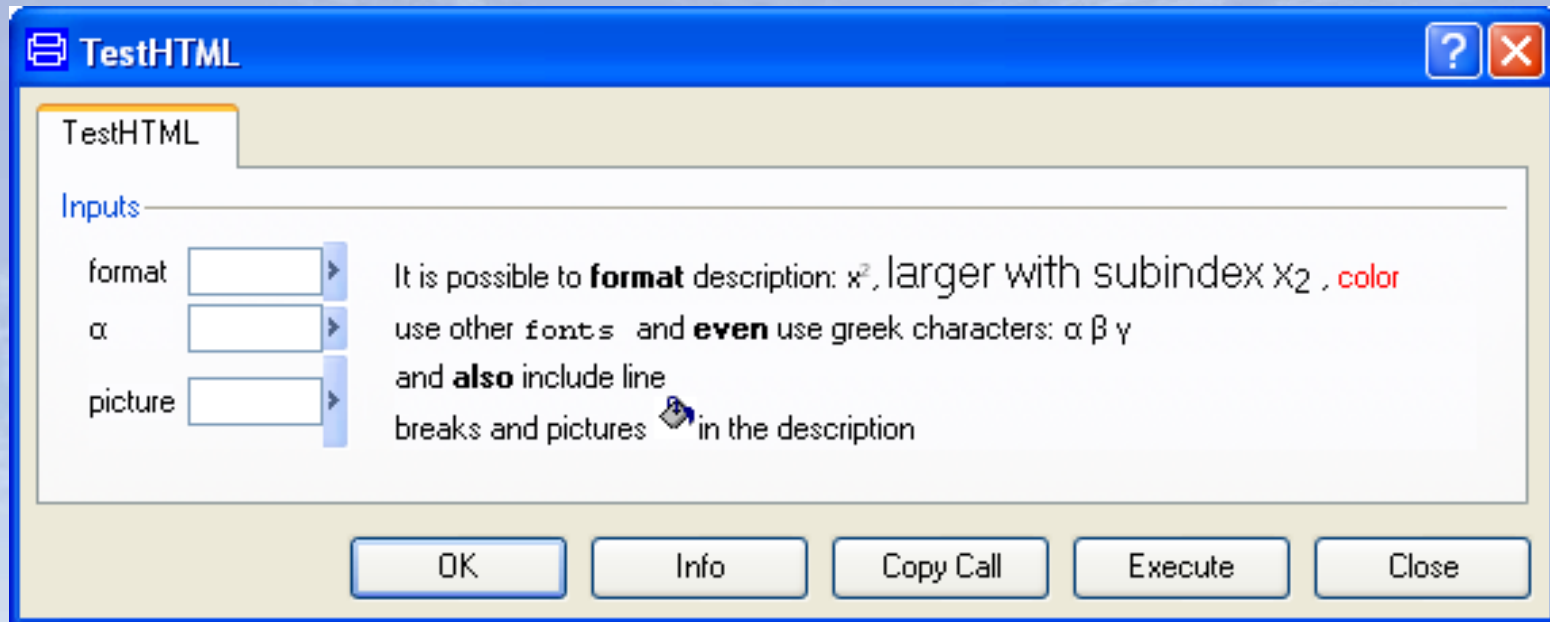 TestHTML
TestHTML
Inputs
format It is possible to format description: x², larger with subindex x₂ , color
α use other fonts and even use greek characters: α β γ
and also include line
picture
breaks and pictures in the description
OK Info Copy Call Execute Close